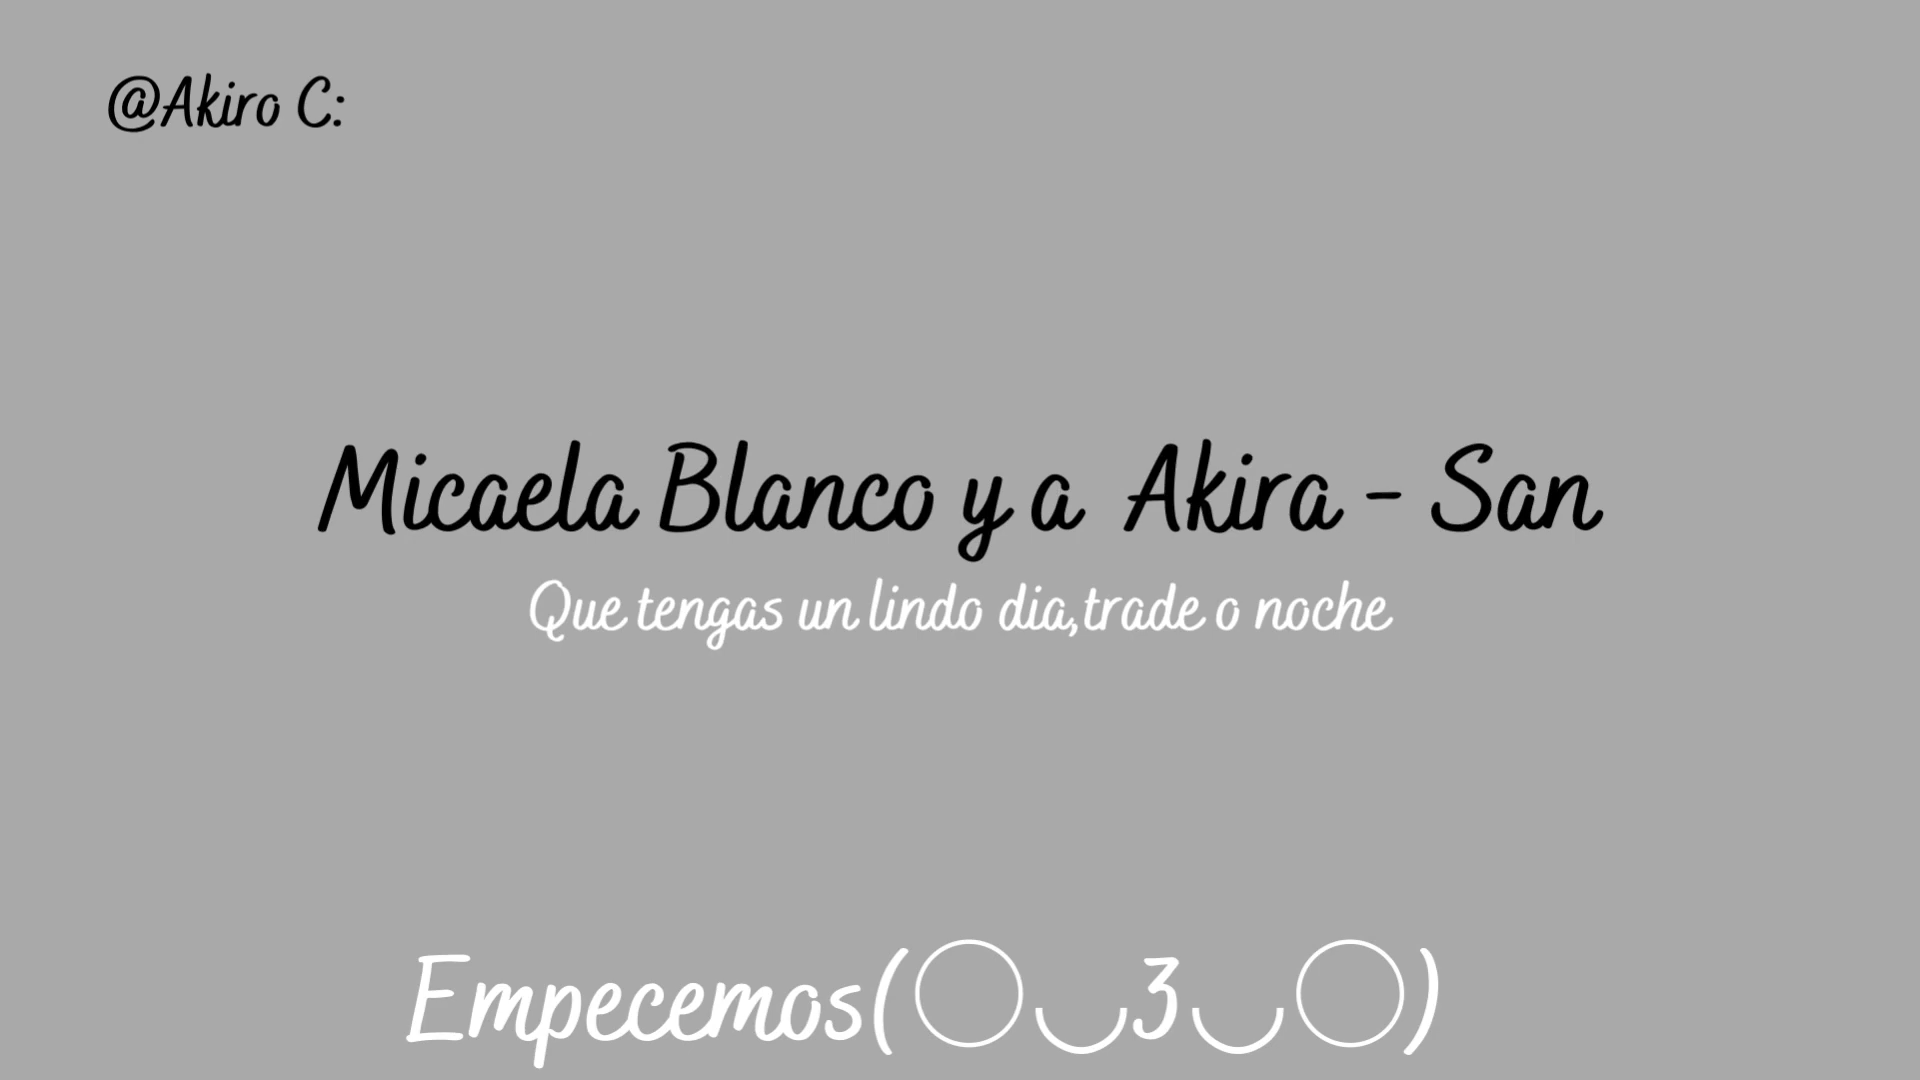 @Akiro C:
Micaela Blanco y a Akira - San
Que tengas un lindo dia,trade o noche
Empecemos(◯◡3◡◯)